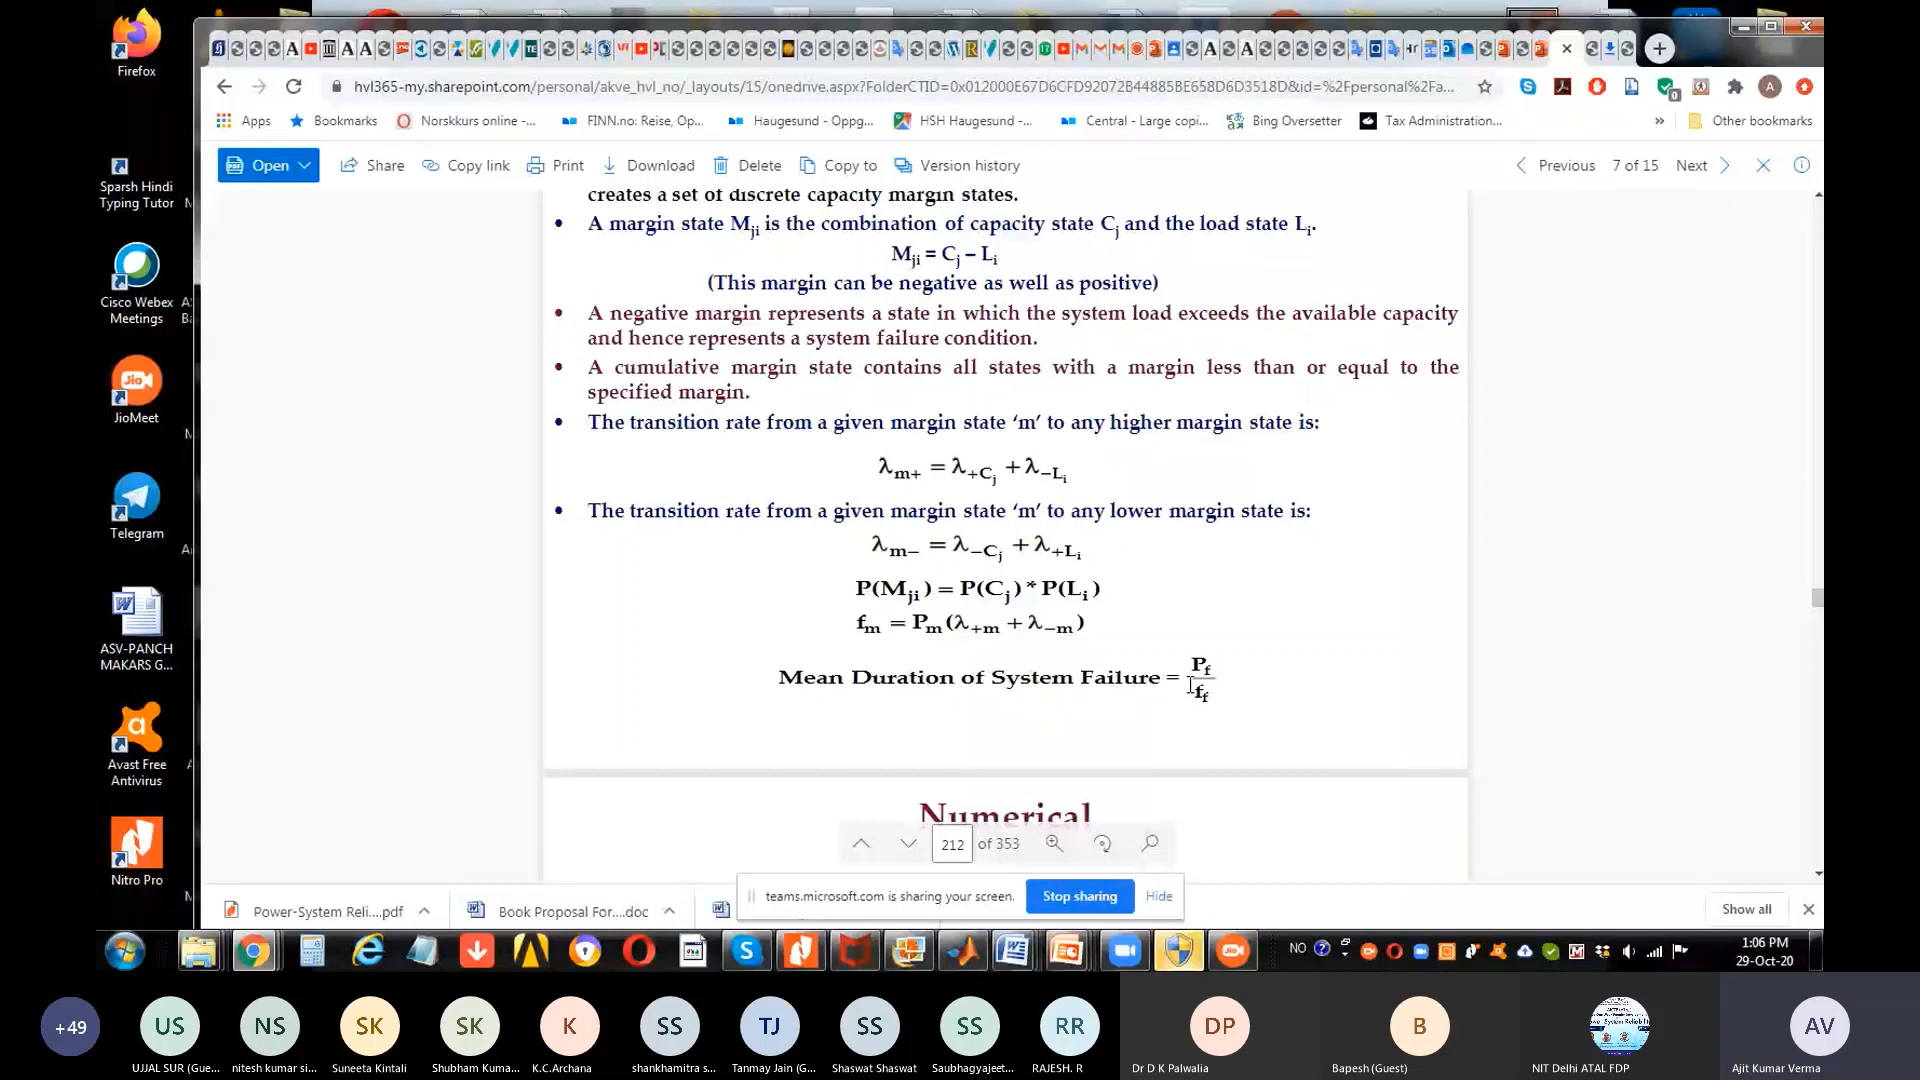 Firefox
Sparsh Hindi
Typing Tutor
Cisco Webex
Meetings
JioMeet
Telegram
ASV-PANCH
MAKARS G...
Avast Free
Antivirus
Nitro Pro
hvl365-my.sharepoint.com/personal/akve_hvl_no/_layouts/15/onedrive.aspx?FolderCTID=0x012000E67D6CFD92072B44885BE658D6D3518D&id=%2Fpersonal%2Fa...
Apps Bookmarks Norskkurs online -... FINN.no: Reise, Op... Haugesund - Oppg... HSH Haugesund -... Central - Large copi... Bing Oversetter Tax Administration... » Other bookmarks
Open Share Copy link Print Download Delete Copy to Version history Previous 7 of 15 Next
creates a set of discrete capacity margin states.
• A margin state Mji is the combination of capacity state Cj and the load state Li.
Mji = Cj – Li
(This margin can be negative as well as positive)
• A negative margin represents a state in which the system load exceeds the available capacity
and hence represents a system failure condition.
• A cumulative margin state contains all states with a margin less than or equal to the
specified margin.
• The transition rate from a given margin state ‘m’ to any higher margin state is:
λm+ = λ+Cj + λ−Li
• The transition rate from a given margin state ‘m’ to any lower margin state is:
λm− = λ−Cj + λ+Li
P(Mji) = P(Cj) * P(Li)
fm = Pm(λ+m + λ−m)
Mean Duration of System Failure = Pf
ff
Numerical
212 of 353
teams.microsoft.com is sharing your screen. Stop sharing Hide
Power-System Reli....pdf Book Proposal For....doc Show all
NO 1:06 PM
29-Oct-20
+49 US NS SK SK K SS TJ SS SS RR DP B AV
UJJAL SUR (Gue... nitesh kumar si... Suneeta Kintali Shubham Kuma... K.C.Archana shankhamitra s... Tanmay Jain (G... Shaswat Shaswat Saubhagyajeet... RAJESH. R Dr D K Palwalia Bapesh (Guest) NIT Delhi ATAL FDP Ajit Kumar Verma